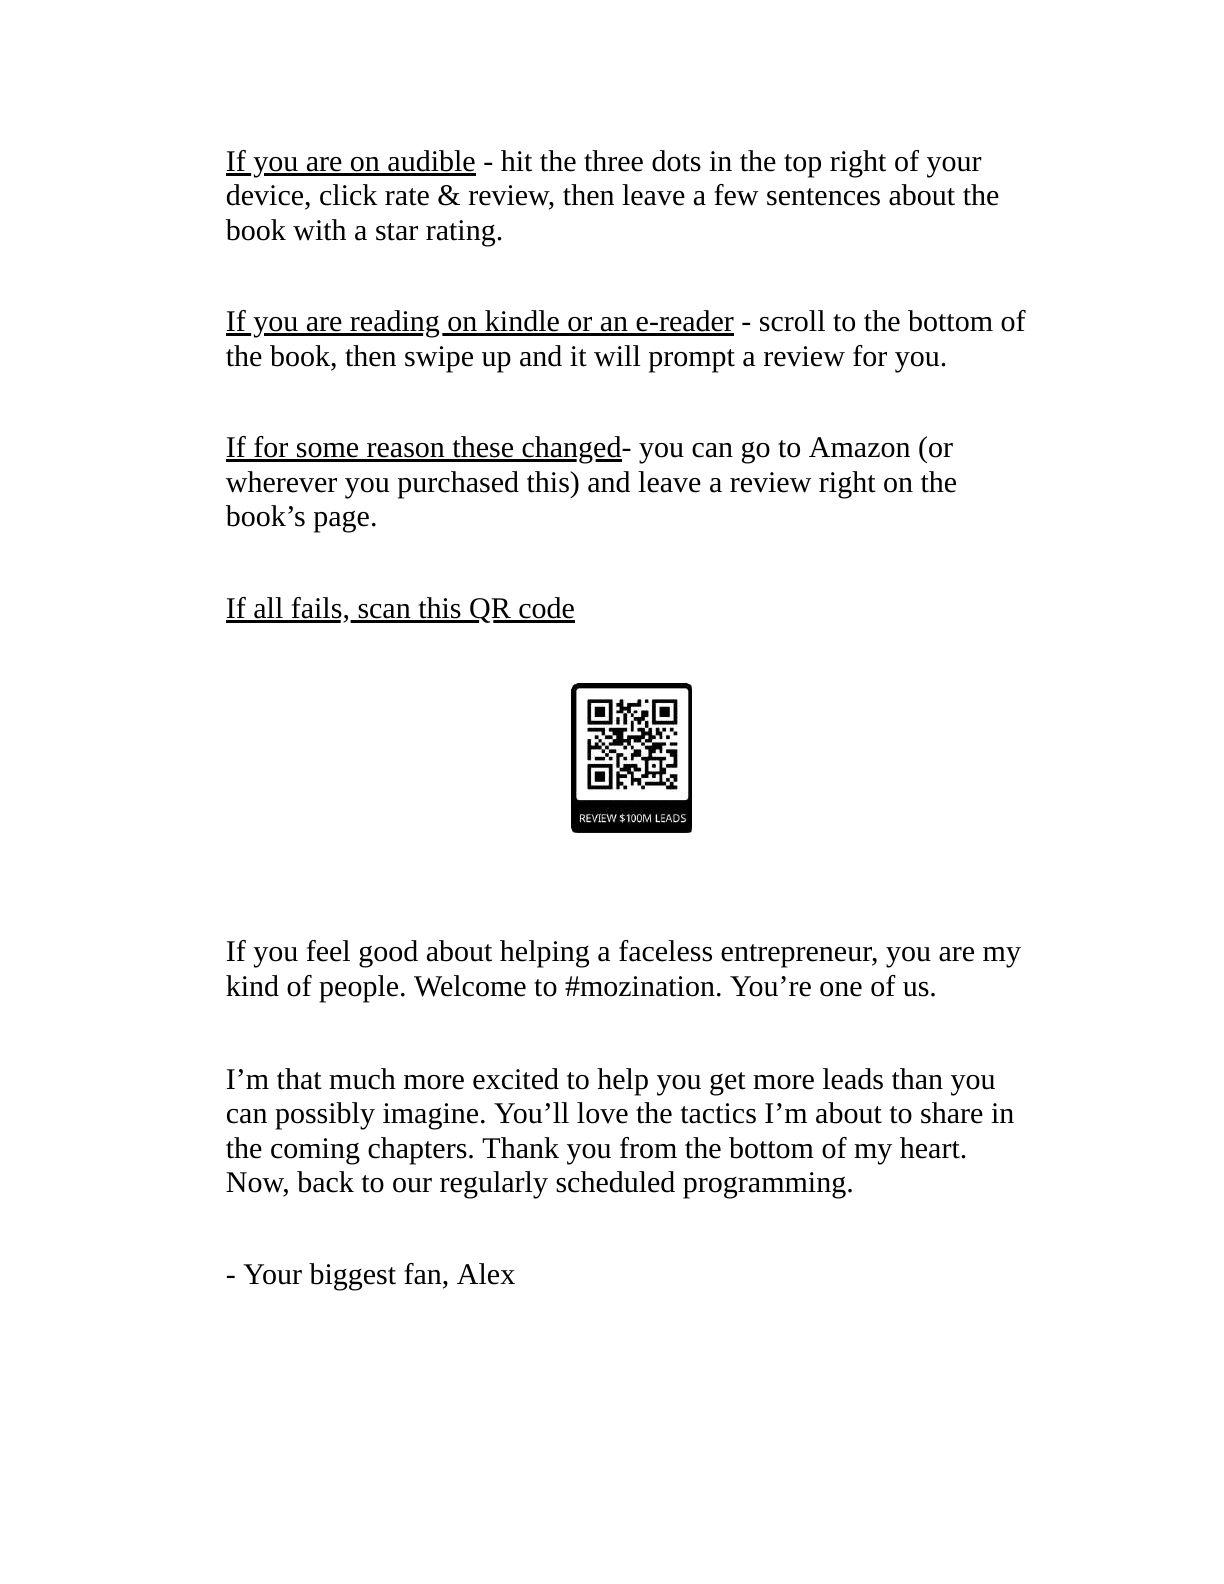 If you are on audible - hit the three dots in the top right of your
device, click rate & review, then leave a few sentences about the
book with a star rating.
If you are reading on kindle or an e-reader - scroll to the bottom of
the book, then swipe up and it will prompt a review for you.
If for some reason these changed- you can go to Amazon (or
wherever you purchased this) and leave a review right on the
book’s page.
If all fails, scan this QR code
REVIEW $100M LEADS
If you feel good about helping a faceless entrepreneur, you are my
kind of people. Welcome to #mozination. You’re one of us.
I’m that much more excited to help you get more leads than you
can possibly imagine. You’ll love the tactics I’m about to share in
the coming chapters. Thank you from the bottom of my heart.
Now, back to our regularly scheduled programming.
- Your biggest fan, Alex